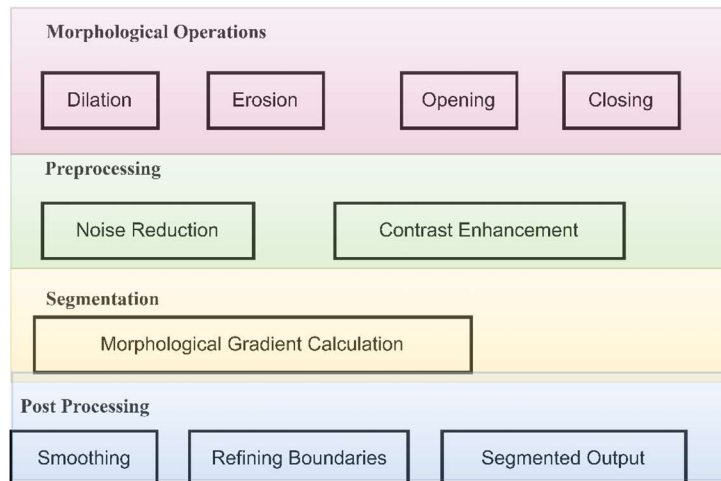 Morphological Operations
Dilation Erosion Opening Closing
Preprocessing
Noise Reduction Contrast Enhancement
Segmentation
Morphological Gradient Calculation
Post Processing
Smoothing Refining Boundaries Segmented Output